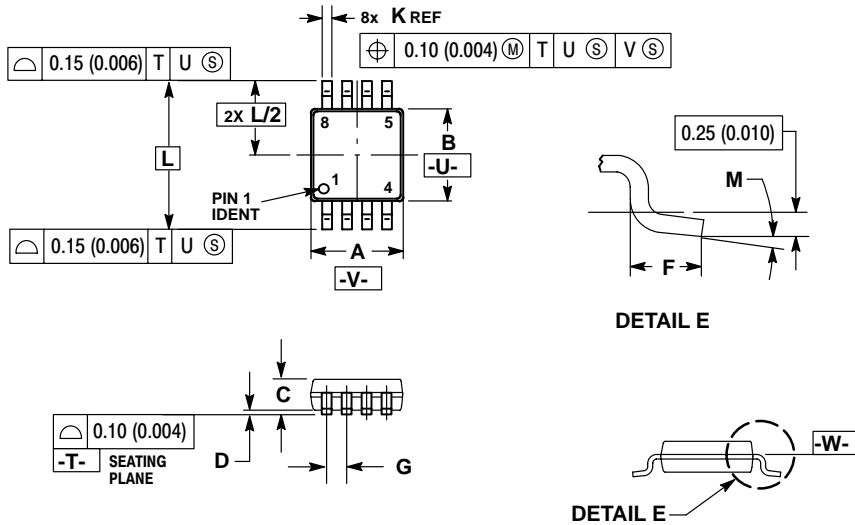 8x K REF
⌖ 0.10 (0.004) Ⓜ T U Ⓢ V Ⓢ
⌓ 0.15 (0.006) T U Ⓢ
2X L/2
8 5
B
-U-
L
PIN 1
IDENT
1 4
⌓ 0.15 (0.006) T U Ⓢ
A
-V-
0.25 (0.010)
M
F
DETAIL E
C
⌓ 0.10 (0.004)
-T- SEATING
PLANE
D
G
-W-
DETAIL E